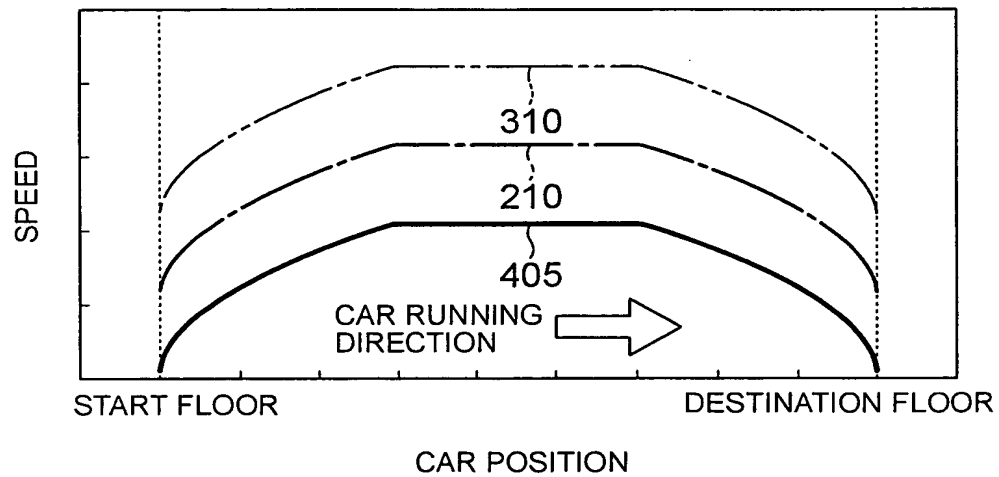 310
210
405
CAR RUNNING
DIRECTION
SPEED
START FLOOR
DESTINATION FLOOR
CAR POSITION